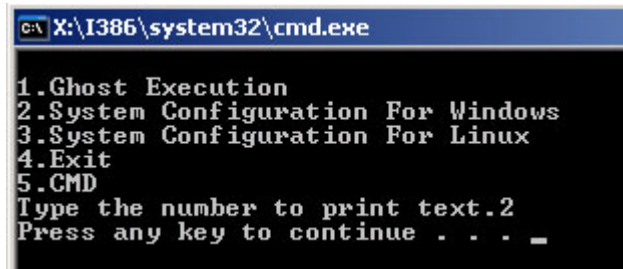 X:\I386\system32\cmd.exe
1.Ghost Execution
2.System Configuration For Windows
3.System Configuration For Linux
4.Exit
5.CMD
Type the number to print text.2
Press any key to continue . . . _